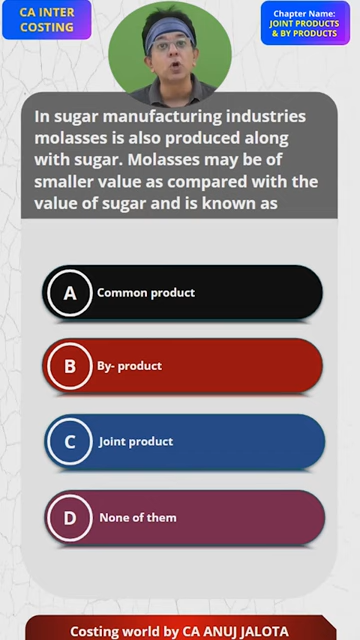 CA INTER
COSTING
Chapter Name:
JOINT PRODUCTS
& BY PRODUCTS
In sugar manufacturing industries
molasses is also produced along
with sugar. Molasses may be of
smaller value as compared with the
value of sugar and is known as
A Common product
B By- product
C Joint product
D None of them
Costing world by CA ANUJ JALOTA